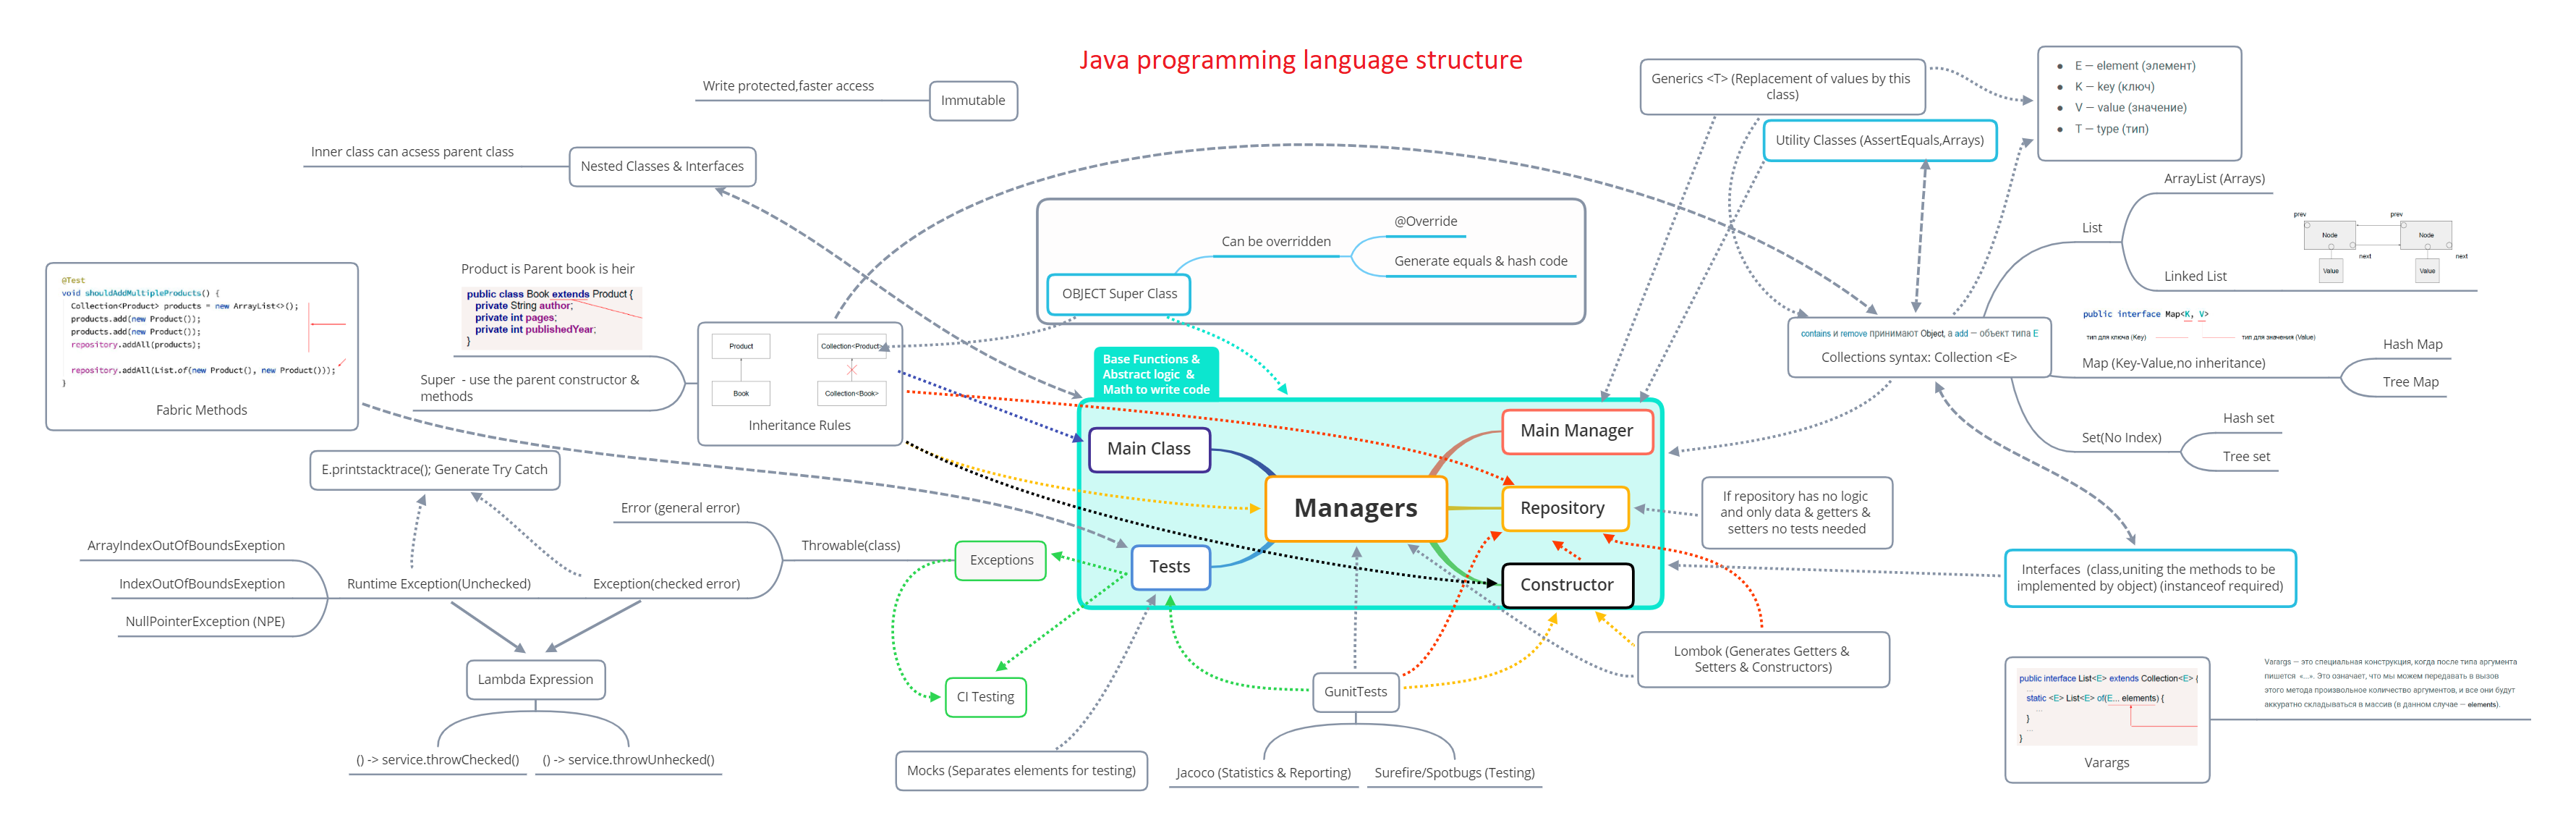 Java programming language structure
Write protected,faster access
Immutable
Inner class can acsess parent class
Nested Classes & Interfaces
Generics <T> (Replacement of values by this
class)
Utility Classes (AssertEquals,Arrays)
E — element (элемент)
K — key (ключ)
V — value (значение)
T — type (тип)
@Override
Can be overridden
Generate equals & hash code
OBJECT Super Class
ArrayList (Arrays)
List
Linked List
prev
prev
Node
Node
next
next
Value
Value
@Test
void shouldAddMultipleProducts() {
Collection<Product> products = new ArrayList<>();
products.add(new Product());
products.add(new Product());
repository.addAll(products);
repository.addAll(List.of(new Product(), new Product()));
}
Fabric Methods
Product is Parent book is heir
public class Book extends Product {
private String author;
private int pages;
private int publishedYear;
}
Super  - use the parent constructor &
methods
Product
Collection<Product>
Book
Collection<Book>
Inheritance Rules
contains и remove принимают Object, а add — объект типа E
Collections syntax: Collection <E>
public interface Map<K, V>
тип для ключа (Key)
тип для значения (Value)
Map (Key-Value,no inheritance)
Hash Map
Tree Map
Set(No Index)
Hash set
Tree set
Base Functions &
Abstract logic  &
Math to write code
Main Class
Main Manager
Managers
Repository
Tests
Constructor
If repository has no logic
and only data & getters &
setters no tests needed
E.printstacktrace(); Generate Try Catch
Error (general error)
ArrayIndexOutOfBoundsExeption
Throwable(class)
Exceptions
IndexOutOfBoundsExeption
Runtime Exception(Unchecked)
Exception(checked error)
NullPointerException (NPE)
Interfaces  (class,uniting the methods to be
implemented by object) (instanceof required)
Lombok (Generates Getters &
Setters & Constructors)
Lambda Expression
CI Testing
GunitTests
() -> service.throwChecked()
() -> service.throwUnhecked()
Mocks (Separates elements for testing)
Jacoco (Statistics & Reporting)
Surefire/Spotbugs (Testing)
public interface List<E> extends Collection<E> {
...
static <E> List<E> of(E... elements) {
...
}
...
}
Varargs
Varargs — это специальная конструкция, когда после типа аргумента
пишется «...». Это означает, что мы можем передавать в вызов
этого метода произвольное количество аргументов, и все они будут
аккуратно складываться в массив (в данном случае — elements).